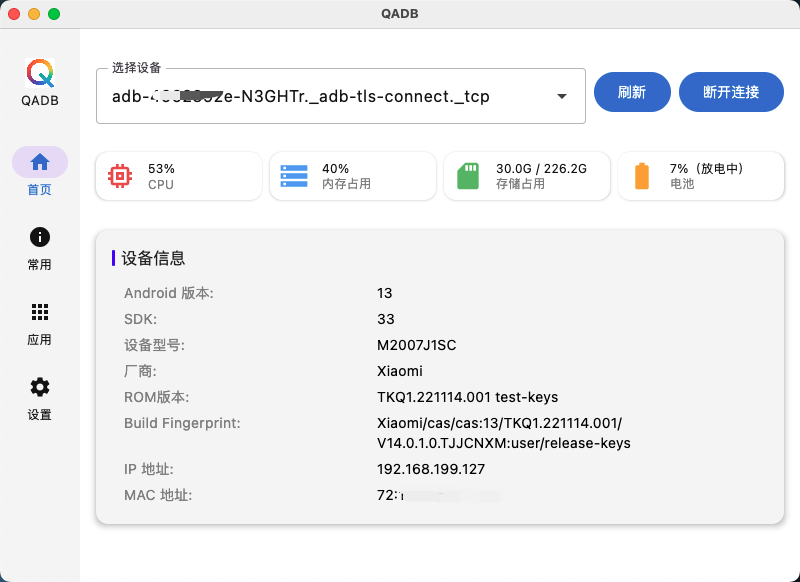 QADB
QADB
首页
常用
应用
设置
选择设备
adb-      2e-N3GHTr._adb-tls-connect._tcp
刷新
断开连接
53%
CPU
40%
内存占用
30.0G / 226.2G
存储占用
7%（放电中）
电池
设备信息
Android 版本: 13
SDK: 33
设备型号: M2007J1SC
厂商: Xiaomi
ROM版本: TKQ1.221114.001 test-keys
Build Fingerprint: Xiaomi/cas/cas:13/TKQ1.221114.001/
V14.0.1.0.TJJCNXM:user/release-keys
IP 地址: 192.168.199.127
MAC 地址: 72: